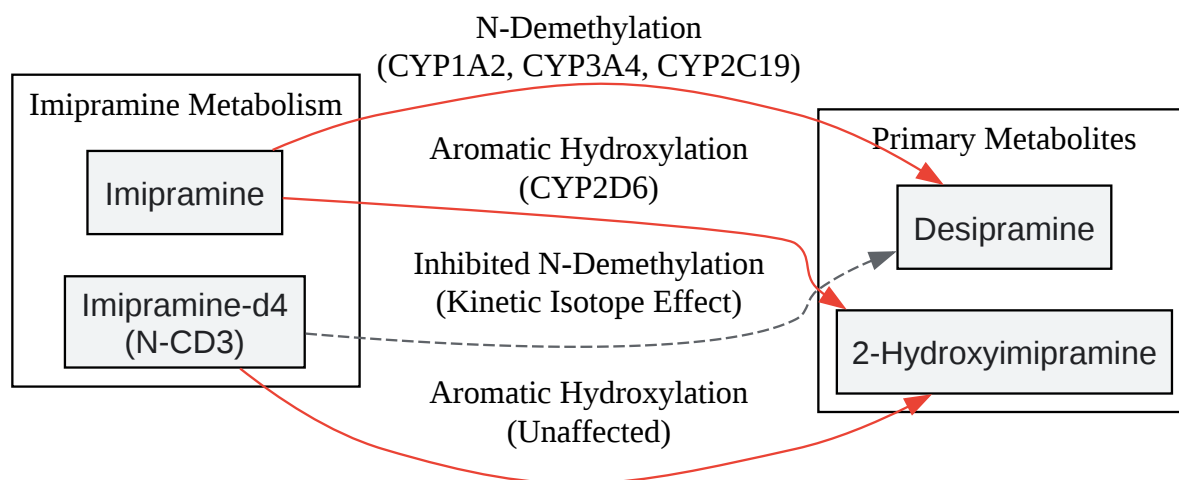 N-Demethylation
(CYP1A2, CYP3A4, CYP2C19)
Imipramine Metabolism
Primary Metabolites
Aromatic Hydroxylation
(CYP2D6)
Imipramine
Desipramine
Inhibited N-Demethylation
(Kinetic Isotope Effect)
Imipramine-d4
(N-CD3)
2-Hydroxyimipramine
Aromatic Hydroxylation
(Unaffected)